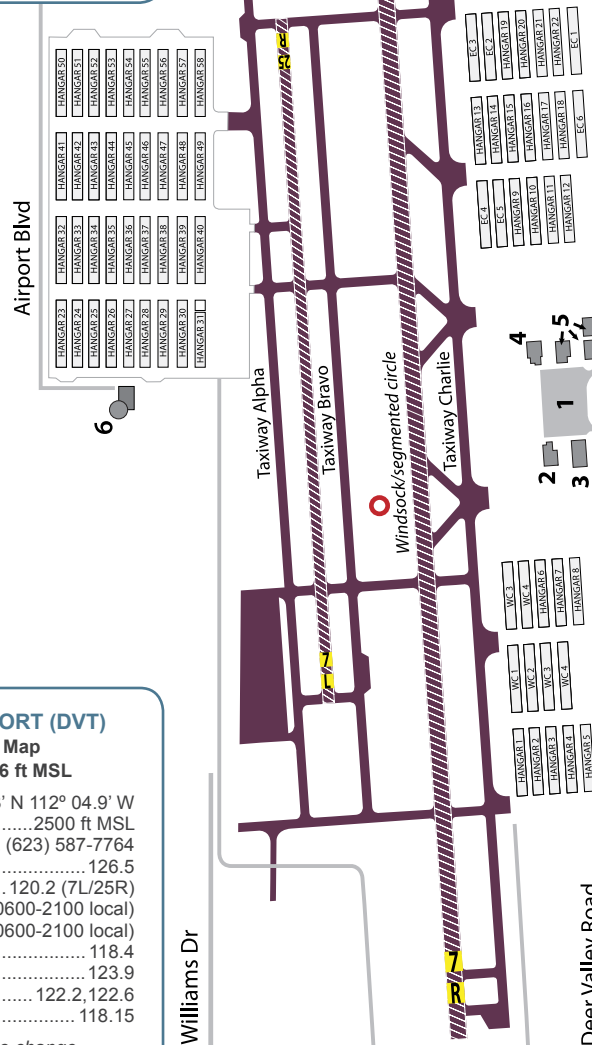 Airport Blvd
HANGAR 50
HANGAR 51
HANGAR 52
HANGAR 53
HANGAR 54
HANGAR 55
HANGAR 56
HANGAR 57
HANGAR 58
HANGAR 41
HANGAR 42
HANGAR 43
HANGAR 44
HANGAR 45
HANGAR 46
HANGAR 47
HANGAR 48
HANGAR 49
HANGAR 32
HANGAR 33
HANGAR 34
HANGAR 35
HANGAR 36
HANGAR 37
HANGAR 38
HANGAR 39
HANGAR 40
HANGAR 23
HANGAR 24
HANGAR 25
HANGAR 26
HANGAR 27
HANGAR 28
HANGAR 29
HANGAR 30
HANGAR 31
6
25
R
Taxiway Alpha
Taxiway Bravo
Windsock/segmented circle
Taxiway Charlie
EC 3
EC 2
HANGAR 19
HANGAR 20
HANGAR 21
HANGAR 22
EC 1
HANGAR 13
HANGAR 14
HANGAR 15
HANGAR 16
HANGAR 17
HANGAR 18
EC 6
EC 4
EC 5
HANGAR 9
HANGAR 10
HANGAR 11
HANGAR 12
4
5
1
2
3
WC 3
WC 4
HANGAR 6
HANGAR 7
HANGAR 8
WC 1
WC 2
WC 3
WC 4
HANGAR 1
HANGAR 2
HANGAR 3
HANGAR 4
HANGAR 5
7
L
7
R
ORT (DVT)
Map
6 ft MSL
' N 112º 04.9' W
......2500 ft MSL
(623) 587-7764
................. 126.5
.. 120.2 (7L/25R)
0600-2100 local)
0600-2100 local)
................. 118.4
................. 123.9
...... 122.2,122.6
............... 118.15
change
Williams Dr
Deer Valley Road